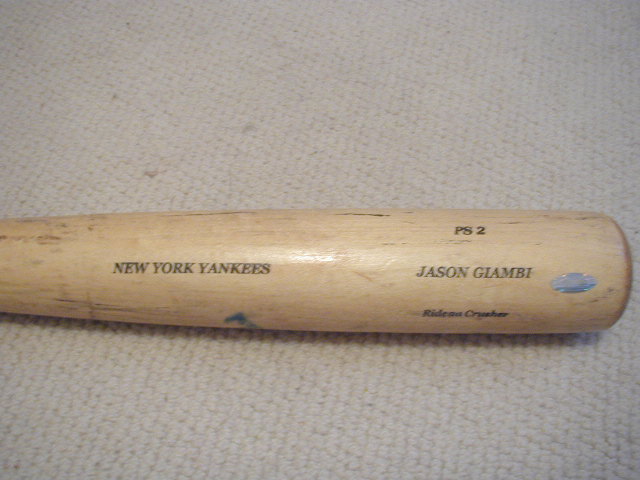 PS 2
NEW YORK YANKEES
JASON GIAMBI
Rideau Crusher